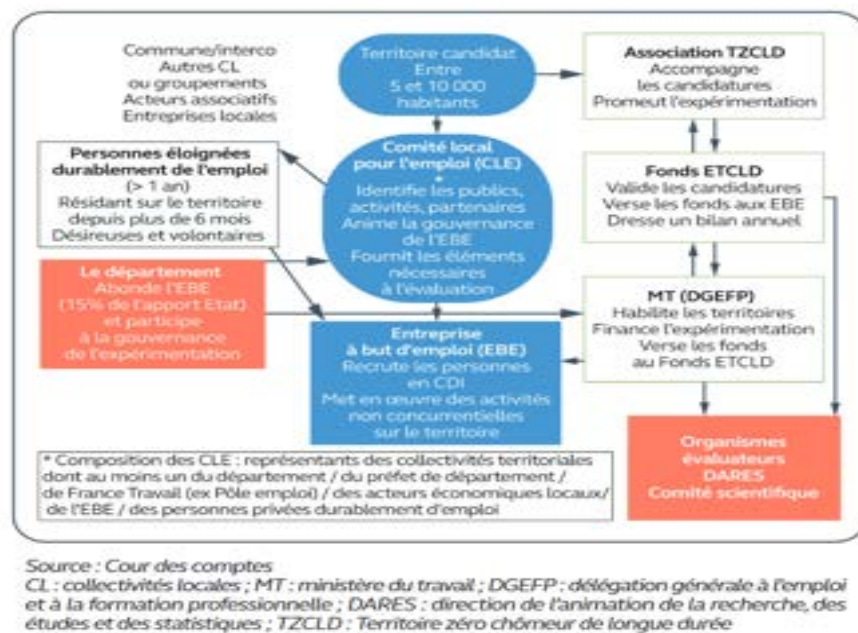 Commune/interco
Autres CL
ou groupements
Acteurs associatifs
Entreprises locales
Territoire candidat
Entre
5 et 10 000
habitants
Association TZCLD
Accompagne
les candidatures
Promeut l'expérimentation
Personnes éloignées
durablement de l'emploi
(> 1 an)
Résidant sur le territoire
depuis plus de 6 mois
Désireuses et volontaires
Comité local
pour l'emploi (CLE)
*
Identifie les publics,
activités, partenaires
Anime la gouvernance
de l'EBE
Fournit les éléments
nécessaires
à l'évaluation
Fonds ETCLD
Valide les candidatures
Verse les fonds aux EBE
Dresse un bilan annuel
Le département
Abonde l'EBE
(15% de l'apport Etat)
et participe
à la gouvernance
de l'expérimentation
MT (DGEFP)
Habilite les territoires
Finance l'expérimentation
Verse les fonds
au Fonds ETCLD
Entreprise
à but d'emploi (EBE)
Recrute les personnes
en CDI
Met en œuvre des activités
non concurrentielles
sur le territoire
Organismes
évaluateurs
DARES
Comité scientifique
* Composition des CLE : représentants des collectivités territoriales
dont au moins un du département / du préfet de département /
de France Travail (ex Pôle emploi) / des acteurs économiques locaux/
de l'EBE / des personnes privées durablement d'emploi
Source : Cour des comptes
CL : collectivités locales ; MT : ministère du travail ; DGEFP : délégation générale à l'emploi
et à la formation professionnelle ; DARES : direction de l'animation de la recherche, des
études et des statistiques ; TZCLD : Territoire zéro chômeur de longue durée